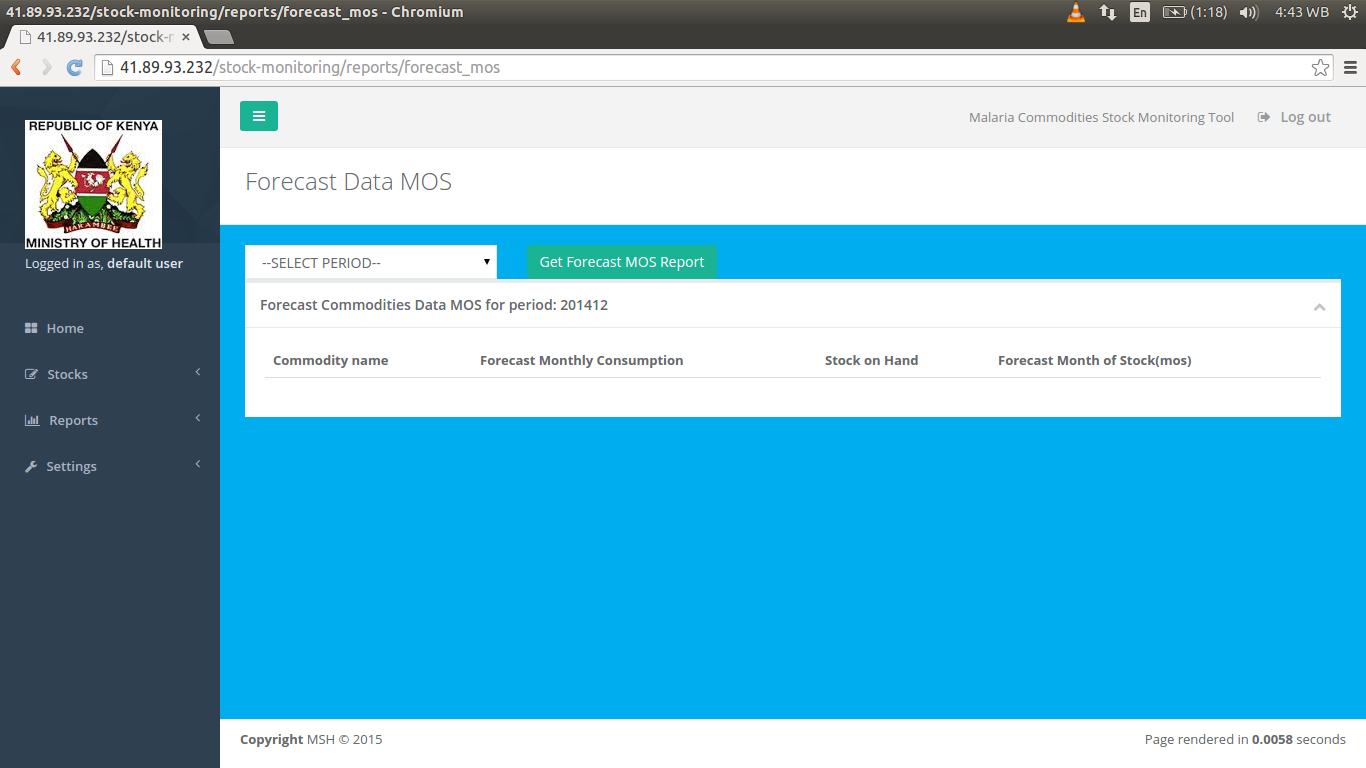 41.89.93.232/stock-monitoring/reports/forecast_mos - Chromium
En (1:18) 4:43 WB
41.89.93.232/stock-r
41.89.93.232/stock-monitoring/reports/forecast_mos
REPUBLIC OF KENYA
HARAMBEE
MINISTRY OF HEALTH
Logged in as, default user
Home
Stocks
Reports
Settings
Malaria Commodities Stock Monitoring Tool
Log out
Forecast Data MOS
--SELECT PERIOD--
Get Forecast MOS Report
Forecast Commodities Data MOS for period: 201412
Commodity name Forecast Monthly Consumption Stock on Hand Forecast Month of Stock(mos)
Copyright MSH © 2015
Page rendered in 0.0058 seconds